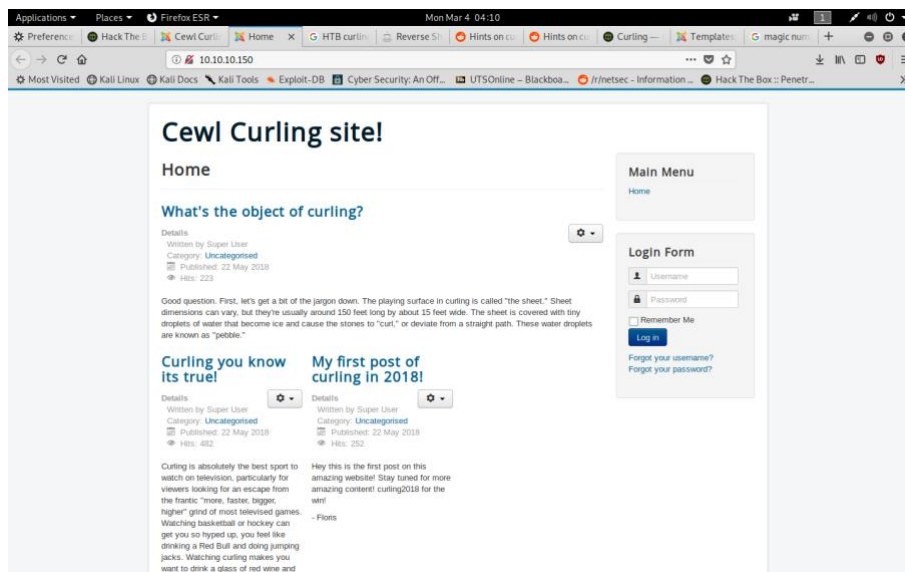 Applications Places Firefox ESR Mon Mar 4 04:10 1
Preference Hack The B Cewl Curlin Home × HTB curling Reverse Sh Hints on cu Hints on cu Curling — Templates: magic num +
10.10.10.150
Most Visited Kali Linux Kali Docs Kali Tools Exploit-DB Cyber Security: An Off... UTSOnline – Blackboa... /r/netsec - Information ... Hack The Box :: Penetr...
Cewl Curling site!
Home
What's the object of curling?
Details
Written by Super User
Category: Uncategorised
Published: 22 May 2018
Hits: 223
Good question. First, let's get a bit of the jargon down. The playing surface in curling is called "the sheet." Sheet
dimensions can vary, but they're usually around 150 feet long by about 15 feet wide. The sheet is covered with tiny
droplets of water that become ice and cause the stones to "curl," or deviate from a straight path. These water droplets
are known as "pebble."
Curling you know
its true!
Details
Written by Super User
Category: Uncategorised
Published: 22 May 2018
Hits: 482
Curling is absolutely the best sport to
watch on television, particularly for
viewers looking for an escape from
the frantic "more, faster, bigger,
higher" grind of most televised games.
Watching basketball or hockey can
get you so hyped up, you feel like
drinking a Red Bull and doing jumping
jacks. Watching curling makes you
want to drink a glass of red wine and
My first post of
curling in 2018!
Details
Written by Super User
Category: Uncategorised
Published: 22 May 2018
Hits: 252
Hey this is the first post on this
amazing website! Stay tuned for more
amazing content! curling2018 for the
win!
- Floris
Main Menu
Home
Login Form
Username
Password
Remember Me
Log in
Forgot your username?
Forgot your password?